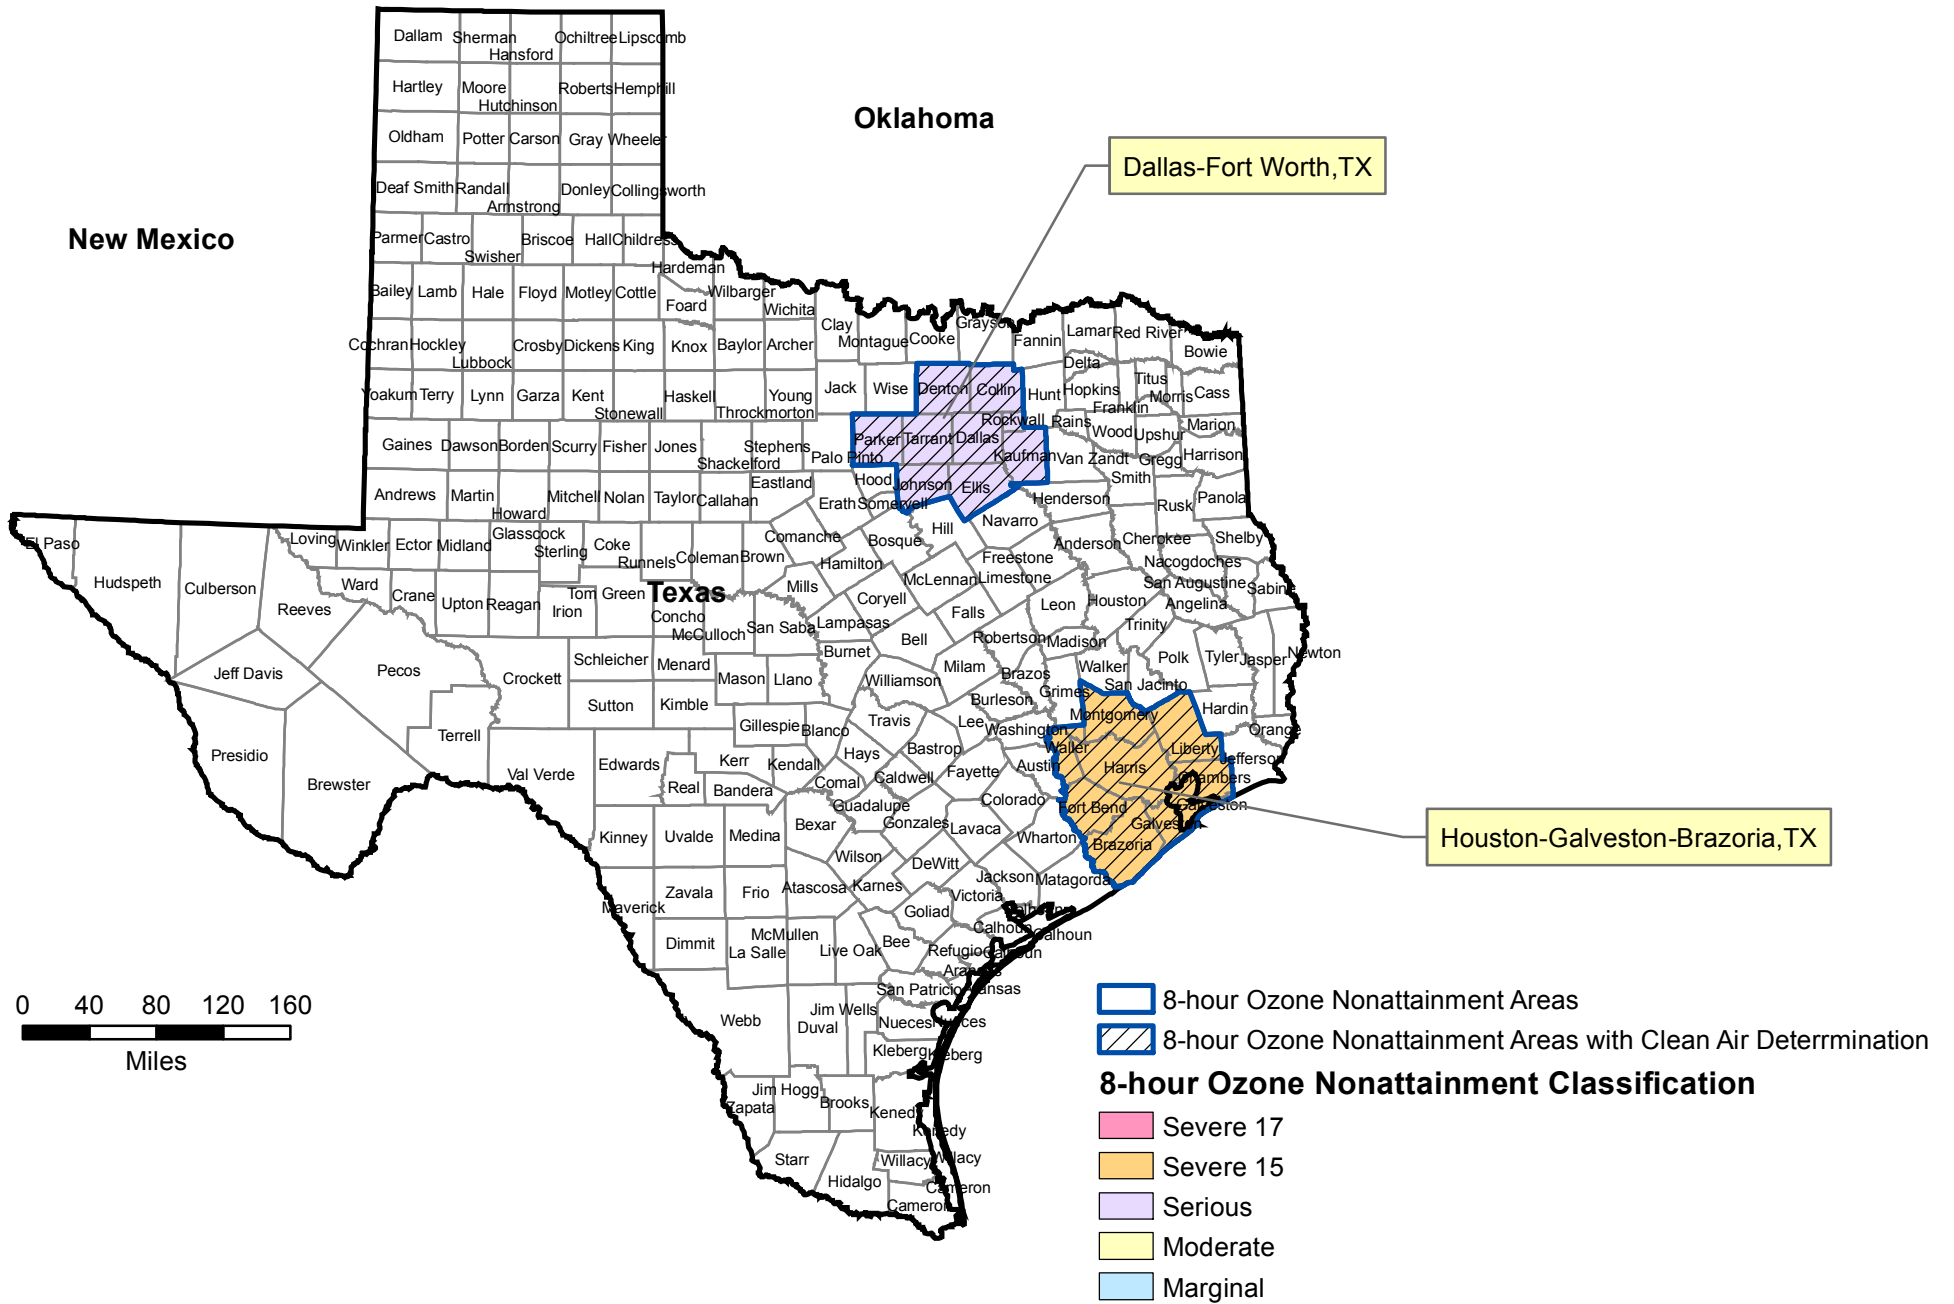 Dallam
Sherman
Hansford
Ochiltree
Lipscomb
Hartley
Moore
Hutchinson
Roberts
Hemphill
Oklahoma
Oldham
Potter
Carson
Gray
Wheeler
Dallas-Fort Worth,TX
Deaf Smith
Randall
Armstrong
Donley
Collingsworth
New Mexico
Parmer
Castro
Swisher
Briscoe
Hall
Childress
Hardeman
Bailey
Lamb
Hale
Floyd
Motley
Cottle
Foard
Wilbarger
Wichita
Clay
Montague
Cooke
Grayson
Fannin
Lamar
Red River
Bowie
Cochran
Hockley
Lubbock
Crosby
Dickens
King
Knox
Baylor
Archer
Delta
Yoakum
Terry
Lynn
Garza
Kent
Stonewall
Haskell
Throckmorton
Young
Jack
Wise
Denton
Collin
Hunt
Hopkins
Franklin
Titus
Morris
Cass
Gaines
Dawson
Borden
Scurry
Fisher
Jones
Shackelford
Stephens
Palo Pinto
Parker
Tarrant
Dallas
Rockwall
Kaufman
Rains
Wood
Upshur
Marion
Van Zandt
Gregg
Harrison
Smith
Andrews
Martin
Howard
Mitchell
Nolan
Taylor
Callahan
Eastland
Erath
Hood
Somervell
Johnson
Ellis
Henderson
Rusk
Panola
El Paso
Hudspeth
Culberson
Loving
Winkler
Ector
Midland
Glasscock
Sterling
Coke
Runnels
Coleman
Brown
Comanche
Bosque
Hill
Navarro
Anderson
Cherokee
Shelby
Nacogdoches
Reeves
Ward
Crane
Upton
Reagan
Irion
Tom Green
Texas
Concho
McCulloch
San Saba
Mills
Hamilton
Coryell
Lampasas
McLennan
Limestone
Freestone
Falls
Leon
Houston
San Augustine
Angelina
Sabine
Trinity
Jeff Davis
Pecos
Crockett
Schleicher
Menard
Mason
Llano
Burnet
Bell
Williamson
Milam
Robertson
Madison
Brazos
Walker
Polk
Tyler
Jasper
Newton
San Jacinto
Grimes
Burleson
Sutton
Kimble
Gillespie
Blanco
Travis
Lee
Washington
Montgomery
Hardin
Orange
Presidio
Brewster
Terrell
Val Verde
Edwards
Real
Kerr
Bandera
Kendall
Hays
Comal
Bastrop
Caldwell
Fayette
Austin
Waller
Harris
Liberty
Jefferson
Chambers
Galveston
Guadalupe
Gonzales
Colorado
Fort Bend
Galveston
Brazoria
Houston-Galveston-Brazoria,TX
Kinney
Uvalde
Medina
Bexar
Wilson
Lavaca
Wharton
DeWitt
Jackson
Matagorda
Maverick
Zavala
Frio
Atascosa
Karnes
Victoria
Goliad
Calhoun
Calhoun
Calhoun
Calhoun
Dimmit
La Salle
McMullen
Live Oak
Bee
Refugio
Aransas
Aransas
San Patricio
Webb
Duval
Jim Wells
Nueces
Nueces
Kleberg
Kleberg
Zapata
Jim Hogg
Brooks
Kenedy
Kenedy
Starr
Hidalgo
Willacy
Willacy
Cameron
Cameron
0 40 80 120 160
Miles
8-hour Ozone Nonattainment Areas
8-hour Ozone Nonattainment Areas with Clean Air Deterrmination
8-hour Ozone Nonattainment Classification
Severe 17
Severe 15
Serious
Moderate
Marginal